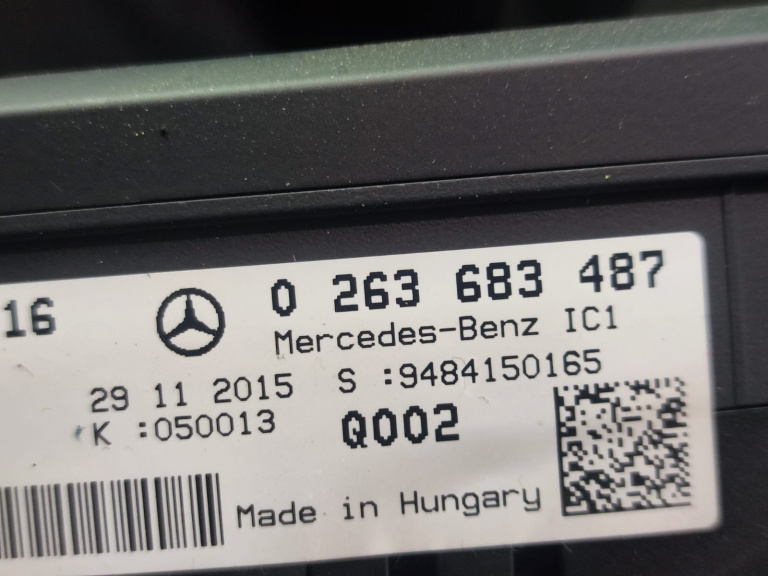 16 0 263 683 487
Mercedes-Benz IC1
29 11 2015 S :9484150165
K :050013 Q002
Made in Hungary